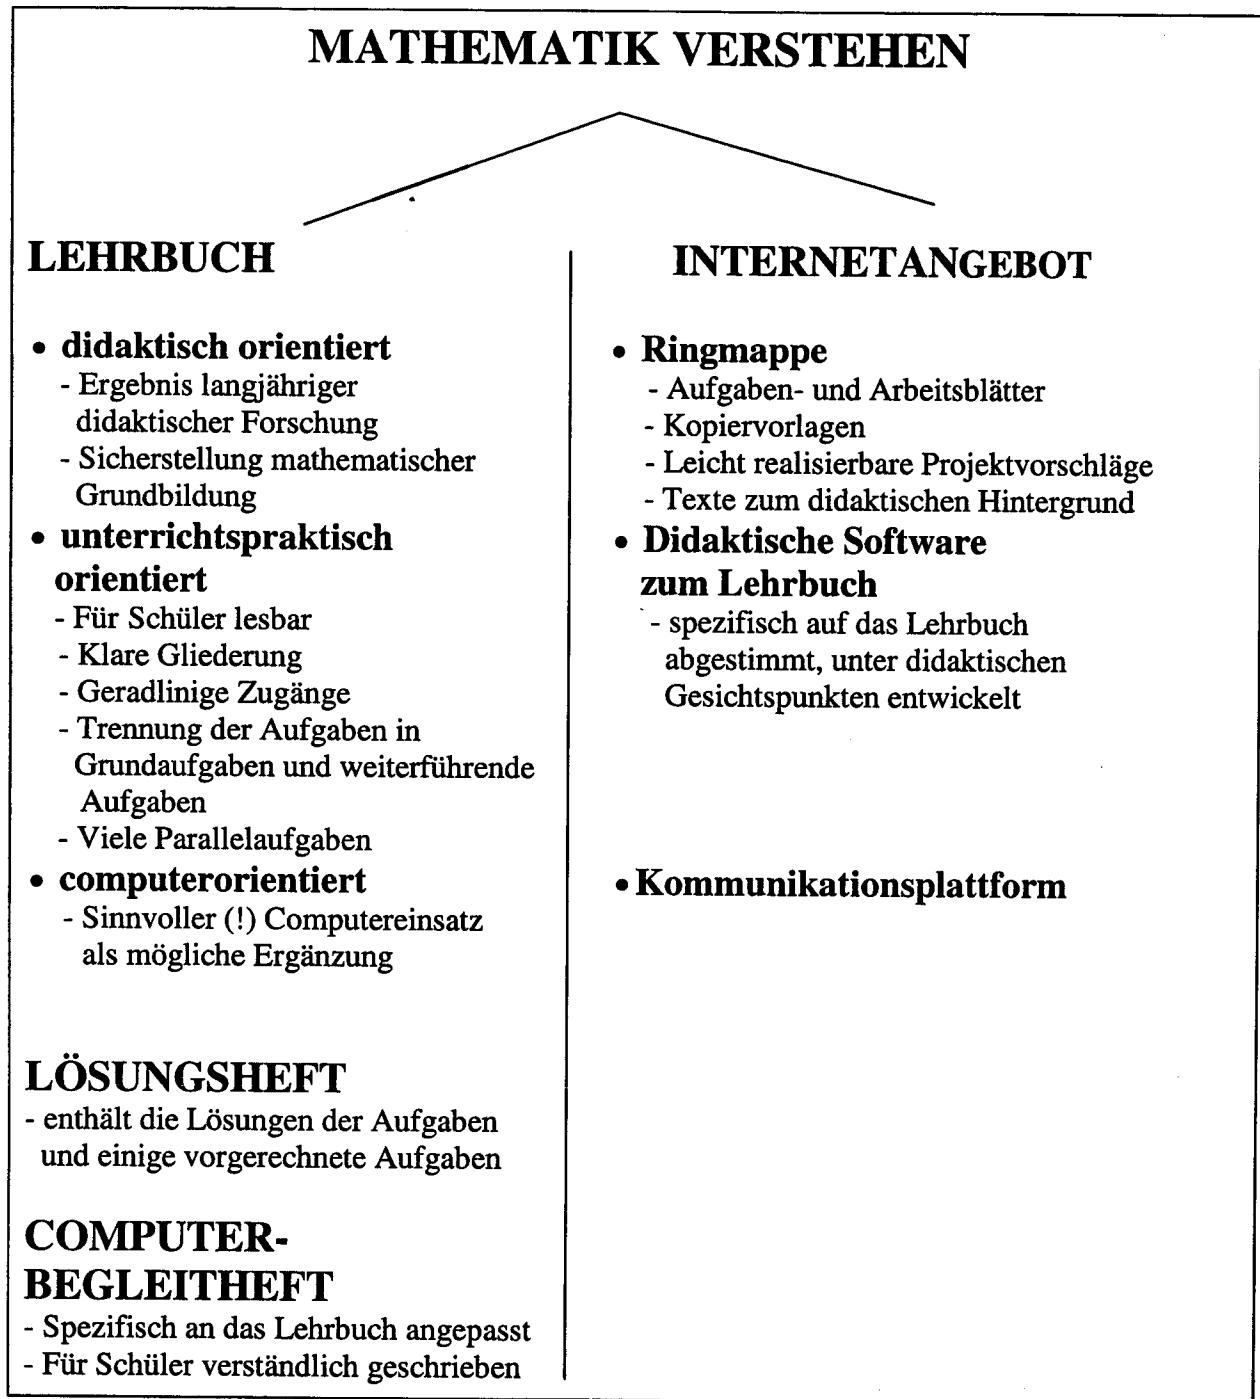 MATHEMATIK VERSTEHEN
LEHRBUCH
• didaktisch orientiert
- Ergebnis langjähriger
didaktischer Forschung
- Sicherstellung mathematischer
Grundbildung
• unterrichtspraktisch
orientiert
- Für Schüler lesbar
- Klare Gliederung
- Geradlinige Zugänge
- Trennung der Aufgaben in
Grundaufgaben und weiterführende
Aufgaben
- Viele Parallelaufgaben
• computerorientiert
- Sinnvoller (!) Computereinsatz
als mögliche Ergänzung
LÖSUNGSHEFT
- enthält die Lösungen der Aufgaben
und einige vorgerechnete Aufgaben
COMPUTER-
BEGLEITHEFT
- Spezifisch an das Lehrbuch angepasst
- Für Schüler verständlich geschrieben
INTERNETANGEBOT
• Ringmappe
- Aufgaben- und Arbeitsblätter
- Kopiervorlagen
- Leicht realisierbare Projektvorschläge
- Texte zum didaktischen Hintergrund
• Didaktische Software
zum Lehrbuch
- spezifisch auf das Lehrbuch
abgestimmt, unter didaktischen
Gesichtspunkten entwickelt
• Kommunikationsplattform